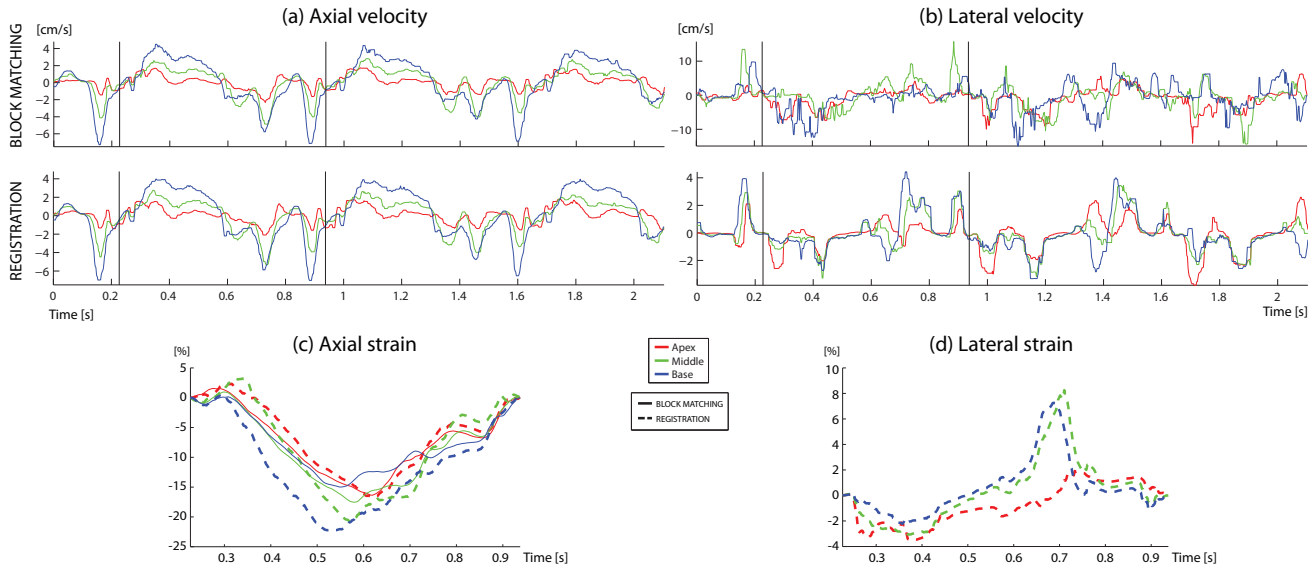 (a) Axial velocity
(b) Lateral velocity
BLOCK MATCHING
[cm/s]
4
2
0
−2
−4
−6
[cm/s]
10
0
−10
REGISTRATION
4
2
0
−2
−4
−6
0 0.2 0.4 0.6 0.8 1 1.2 1.4 1.6 1.8 2
Time [s]
4
2
0
−2
0 0.2 0.4 0.6 0.8 1 1.2 1.4 1.6 1.8 2
Time [s]
(c) Axial strain
[%]
5
0
-5
-10
-15
-20
-25
0.3 0.4 0.5 0.6 0.7 0.8 0.9
Time [s]
Apex
Middle
Base
BLOCK MATCHING
REGISTRATION
(d) Lateral strain
[%]
10
8
6
4
2
0
-2
-4
0.3 0.4 0.5 0.6 0.7 0.8 0.9
Time [s]